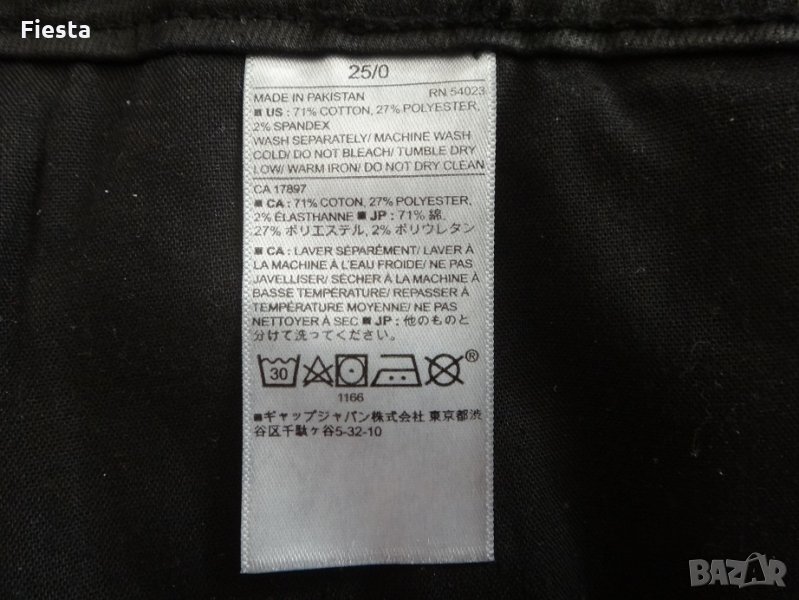 Fiesta
25/0
MADE IN PAKISTAN RN 54023
■ US : 71% COTTON, 27% POLYESTER,
2% SPANDEX
WASH SEPARATELY/ MACHINE WASH
COLD/ DO NOT BLEACH/ TUMBLE DRY
LOW/ WARM IRON/ DO NOT DRY CLEAN
CA 17897
■ CA : 71% COTON, 27% POLYESTER,
2% ÉLASTHANNE ■ JP : 71% 綿,
27% ポリエステル, 2% ポリウレタン
■ CA : LAVER SÉPARÉMENT/ LAVER À
LA MACHINE À L'EAU FROIDE/ NE PAS
JAVELLISER/ SÉCHER À LA MACHINE À
BASSE TEMPÉRATURE/ REPASSER À
TEMPÉRATURE MOYENNE/ NE PAS
NETTOYER À SEC ■ JP : 他のものと
分けて洗ってください。
30 ®
1166
■ギャップジャパン株式会社 東京都渋
谷区千駄ヶ谷5-32-10
BAZAR